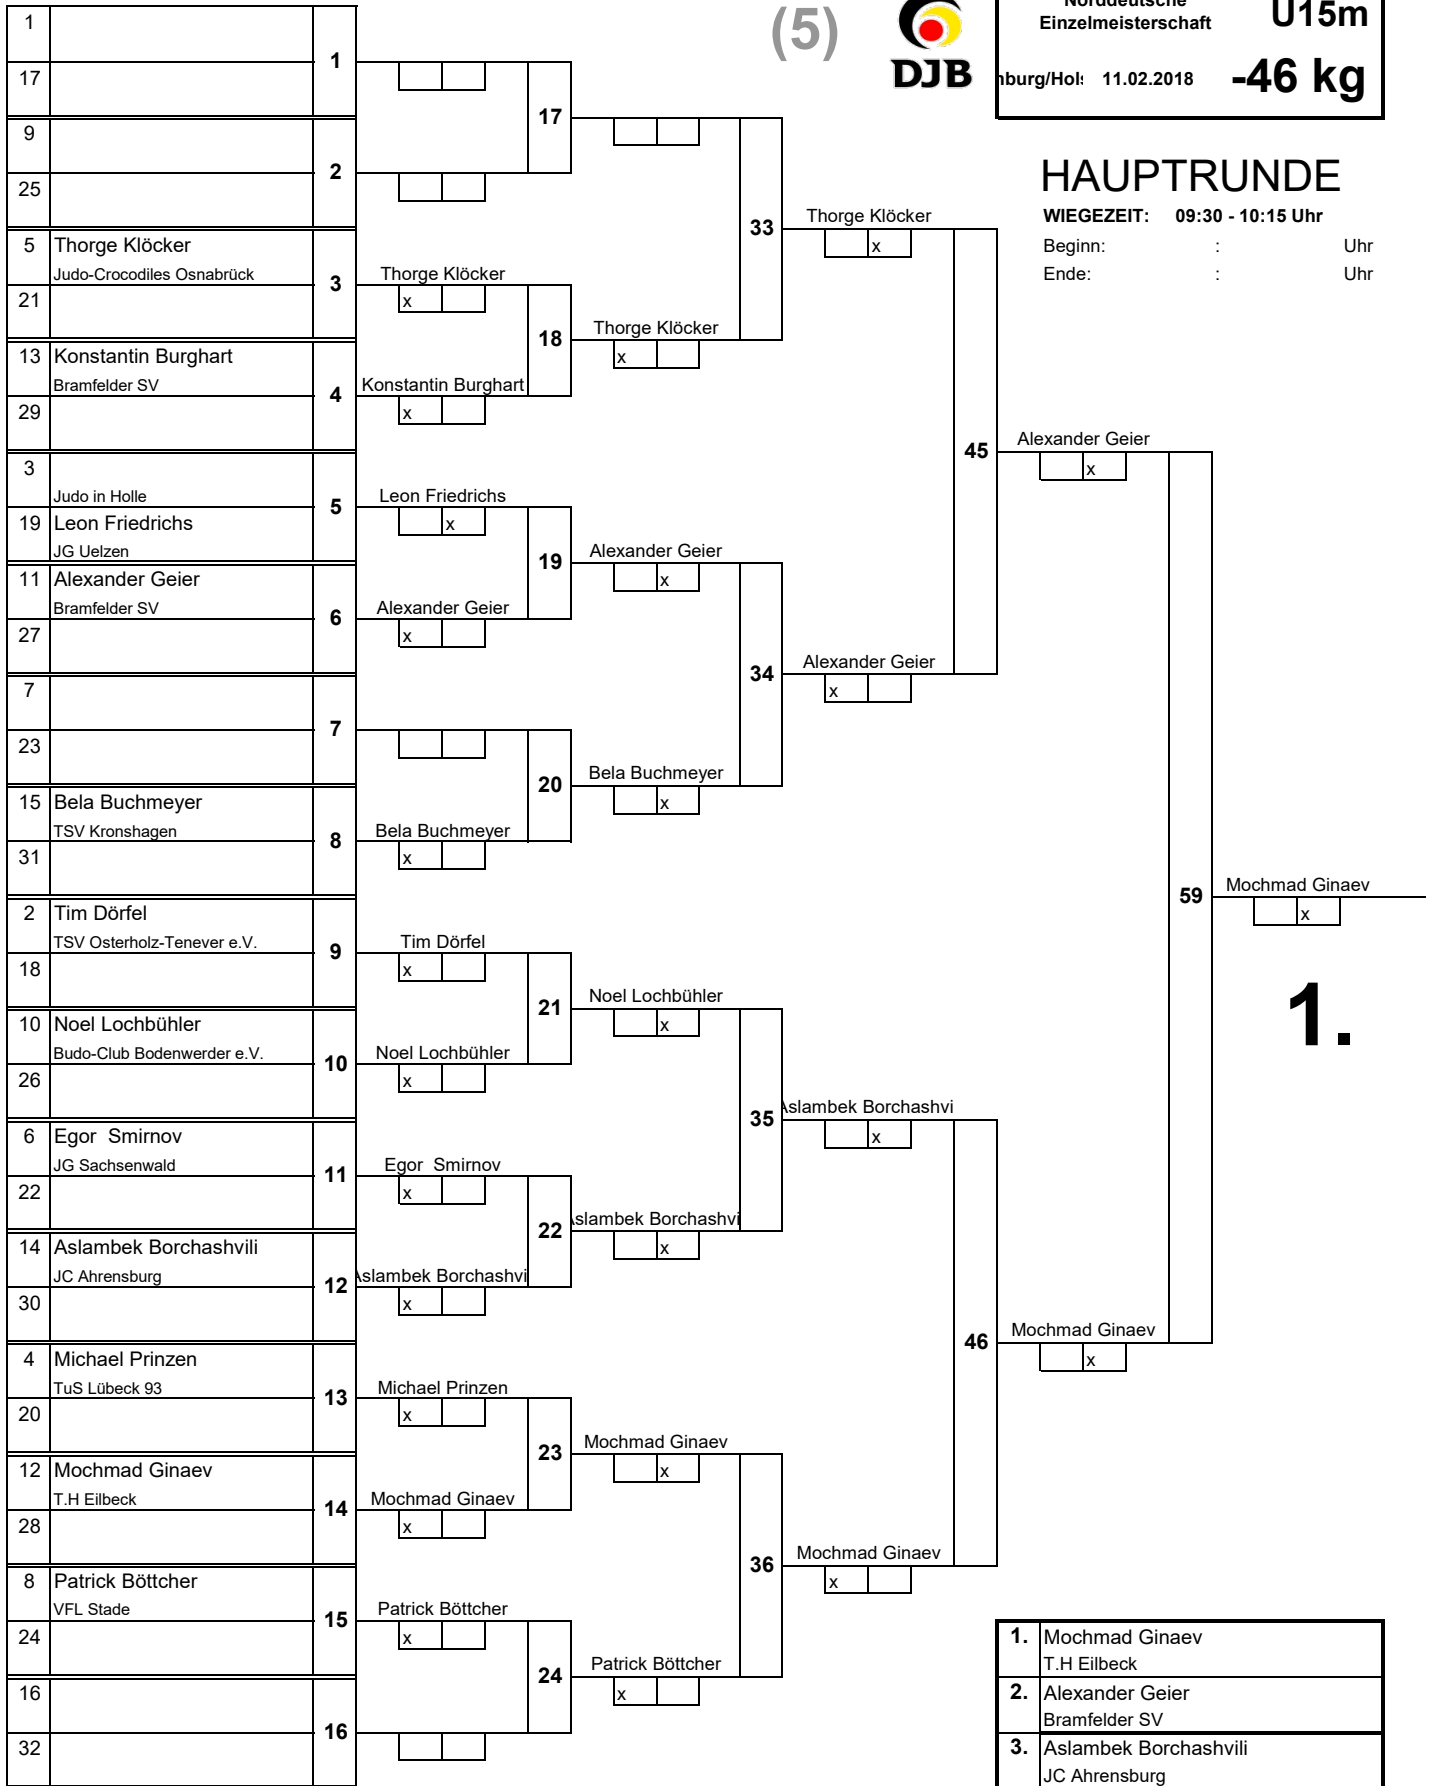 (5)
DJB
Norddeutsche
Einzelmeisterschaft
U15m
11.02.2018
-46 kg
HAUPTRUNDE
WIEGEZEIT: 09:30 - 10:15 Uhr
Beginn: : Uhr
Ende: : Uhr
1
1
17
17
9
2
25
33
Thorge Klöcker
x
5 Thorge Klöcker
Judo-Crocodiles Osnabrück
3
Thorge Klöcker
x
21
18
Thorge Klöcker
x
13 Konstantin Burghart
Bramfelder SV
4
Konstantin Burghart
x
29
45
Alexander Geier
x
3
Judo in Holle
5
Leon Friedrichs
x
19 Leon Friedrichs
JG Uelzen
19
Alexander Geier
x
11 Alexander Geier
Bramfelder SV
6
Alexander Geier
x
27
34
Alexander Geier
x
7
7
23
20
Bela Buchmeyer
x
15 Bela Buchmeyer
TSV Kronshagen
8
Bela Buchmeyer
x
31
59
Mochmad Ginaev
x
1.
2 Tim Dörfel
TSV Osterholz-Tenever e.V.
9
Tim Dörfel
x
18
21
Noel Lochbühler
x
10 Noel Lochbühler
Budo-Club Bodenwerder e.V.
10
Noel Lochbühler
x
26
35
Aslambek Borchashvi
x
6 Egor Smirnov
JG Sachsenwald
11
Egor Smirnov
x
22
22
Aslambek Borchashvi
x
14 Aslambek Borchashvili
JC Ahrensburg
12
Aslambek Borchashvi
x
30
46
Mochmad Ginaev
x
4 Michael Prinzen
TuS Lübeck 93
13
Michael Prinzen
x
20
23
Mochmad Ginaev
x
12 Mochmad Ginaev
T.H Eilbeck
14
Mochmad Ginaev
x
28
36
Mochmad Ginaev
x
8 Patrick Böttcher
VFL Stade
15
Patrick Böttcher
x
24
24
Patrick Böttcher
x
16
16
32
1. Mochmad Ginaev
T.H Eilbeck
2. Alexander Geier
Bramfelder SV
3. Aslambek Borchashvili
JC Ahrensburg